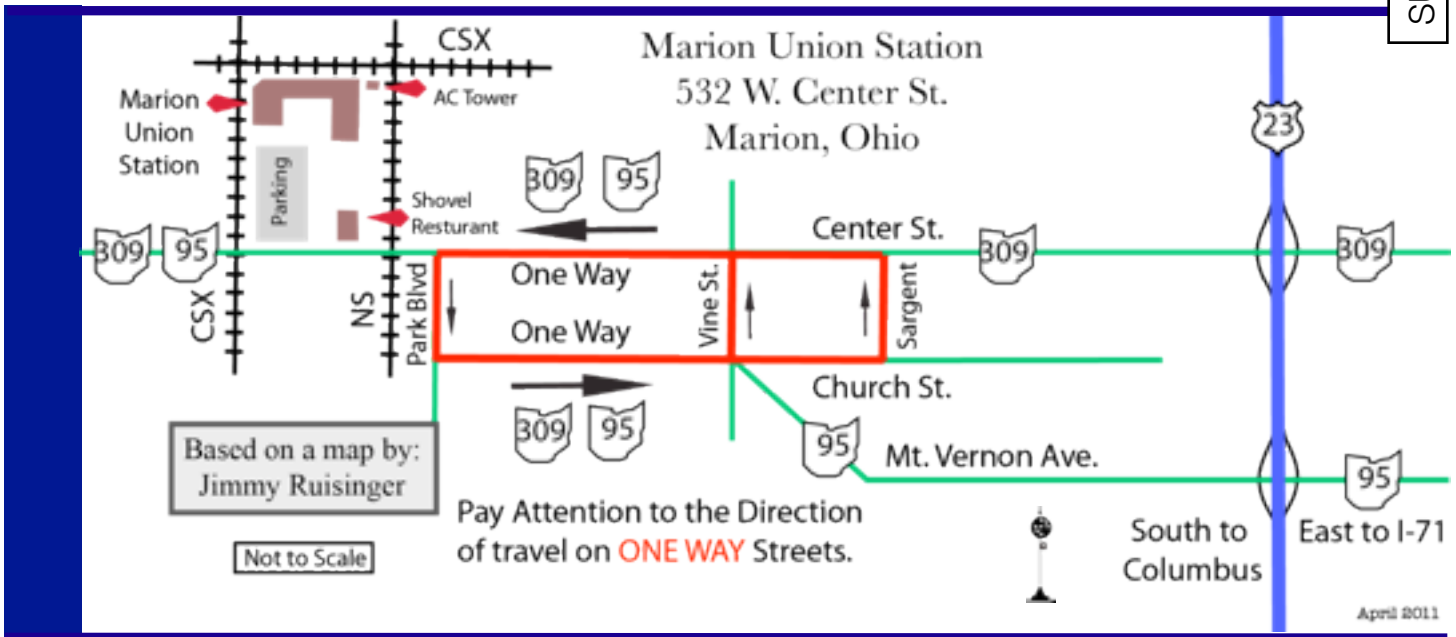 CSX
Marion Union Station
532 W. Center St.
Marion, Ohio
Marion
Union
Station
AC Tower
23
Parking
309 95
Shovel
Resturant
Center St.
309 95
309
309
CSX
NS
Park Blvd
One Way
One Way
Vine St.
Sargent
Church St.
309 95
95
Mt. Vernon Ave.
95
Based on a map by:
Jimmy Ruisinger
Not to Scale
Pay Attention to the Direction
of travel on ONE WAY Streets.
South to
Columbus
East to I-71
April 2011